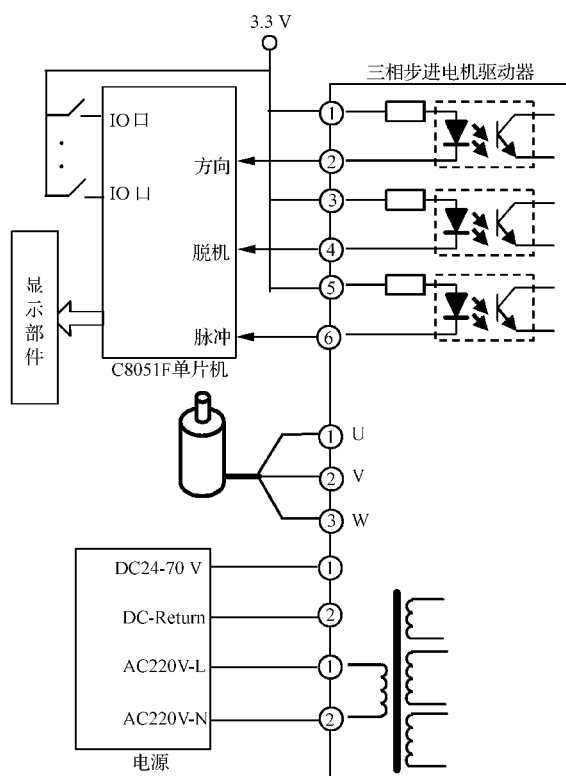 3.3 V
三相步进电机驱动器
IO口
①
方向
②
IO口
③
脱机
④
⑤
脉冲
⑥
显示部件
C8051F单片机
① U
② V
③ W
DC24-70 V
①
DC-Return
②
AC220V-L
①
AC220V-N
②
电源